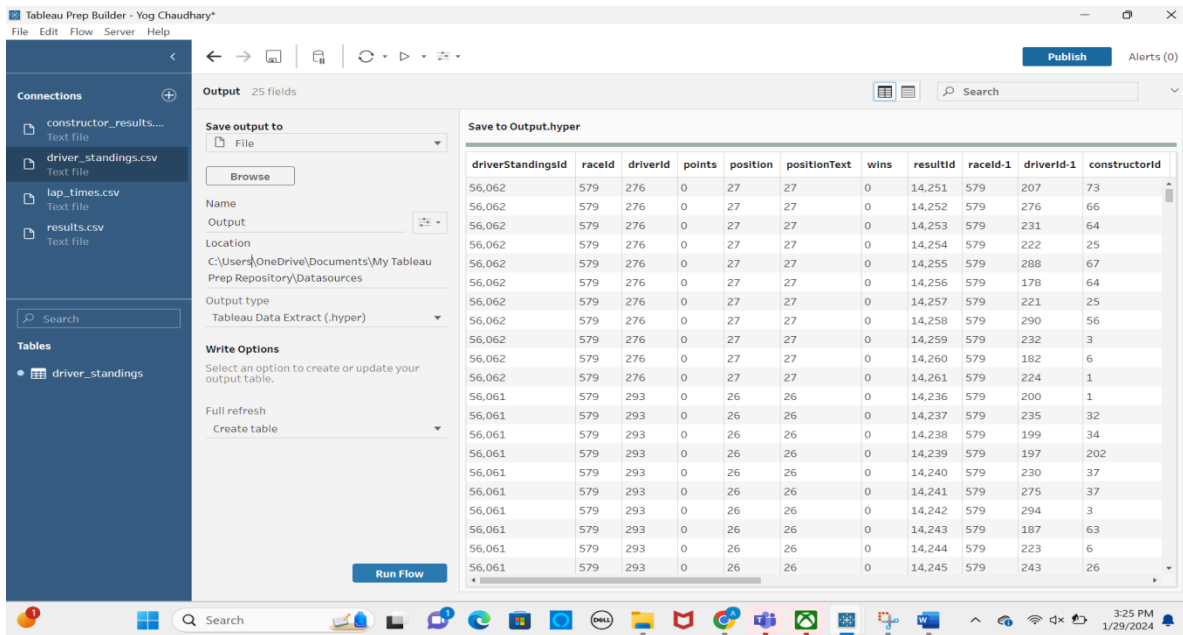 Tableau Prep Builder - Yog Chaudhary*
File Edit Flow Server Help
Publish Alerts (0)
Connections
Output 25 fields
Search
constructor_results....
Text file
driver_standings.csv
Text file
lap_times.csv
Text file
results.csv
Text file
Search
Tables
driver_standings
Save output to
File
Browse
Name
Output
Location
C:\Users\OneDrive\Documents\My Tableau
Prep Repository\Datasources
Output type
Tableau Data Extract (.hyper)
Write Options
Select an option to create or update your
output table.
Full refresh
Create table
Run Flow
Save to Output.hyper
driverStandingsId raceId driverId points position positionText wins resultId raceId-1 driverId-1 constructorId
56,062 579 276 0 27 27 0 14,251 579 207 73
56,062 579 276 0 27 27 0 14,252 579 276 66
56,062 579 276 0 27 27 0 14,253 579 231 64
56,062 579 276 0 27 27 0 14,254 579 222 25
56,062 579 276 0 27 27 0 14,255 579 288 67
56,062 579 276 0 27 27 0 14,256 579 178 64
56,062 579 276 0 27 27 0 14,257 579 221 25
56,062 579 276 0 27 27 0 14,258 579 290 56
56,062 579 276 0 27 27 0 14,259 579 232 3
56,062 579 276 0 27 27 0 14,260 579 182 6
56,062 579 276 0 27 27 0 14,261 579 224 1
56,061 579 293 0 26 26 0 14,236 579 200 1
56,061 579 293 0 26 26 0 14,237 579 235 32
56,061 579 293 0 26 26 0 14,238 579 199 34
56,061 579 293 0 26 26 0 14,239 579 197 202
56,061 579 293 0 26 26 0 14,240 579 230 37
56,061 579 293 0 26 26 0 14,241 579 275 37
56,061 579 293 0 26 26 0 14,242 579 294 3
56,061 579 293 0 26 26 0 14,243 579 187 63
56,061 579 293 0 26 26 0 14,244 579 223 6
56,061 579 293 0 26 26 0 14,245 579 243 26
1
Search
DELL
1
3:25 PM
1/29/2024